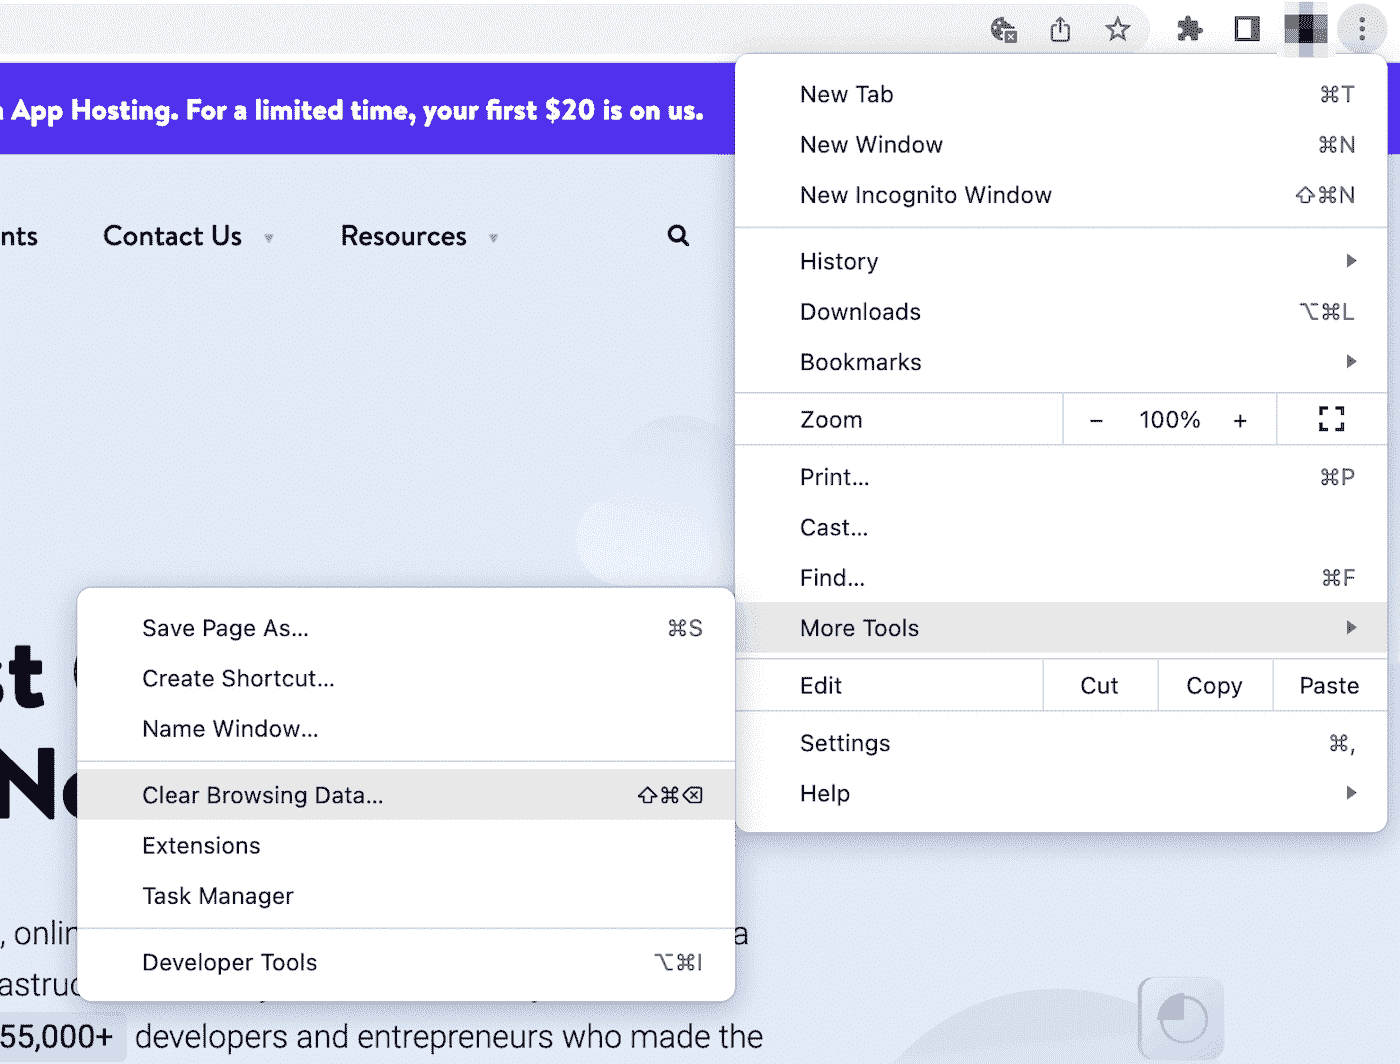 App Hosting. For a limited time, your first $20 is on us.
nts Contact Us Resources
New Tab ⌘T
New Window ⌘N
New Incognito Window ⇧⌘N
History
Downloads ⌥⌘L
Bookmarks
Zoom − 100% +
Print... ⌘P
Cast...
Find... ⌘F
More Tools
Edit Cut Copy Paste
Settings ⌘,
Help
Save Page As... ⌘S
Create Shortcut...
Name Window...
Clear Browsing Data... ⇧⌘⌫
Extensions
Task Manager
Developer Tools ⌥⌘I
st
No
, onlin a
astruc
55,000+ developers and entrepreneurs who made the